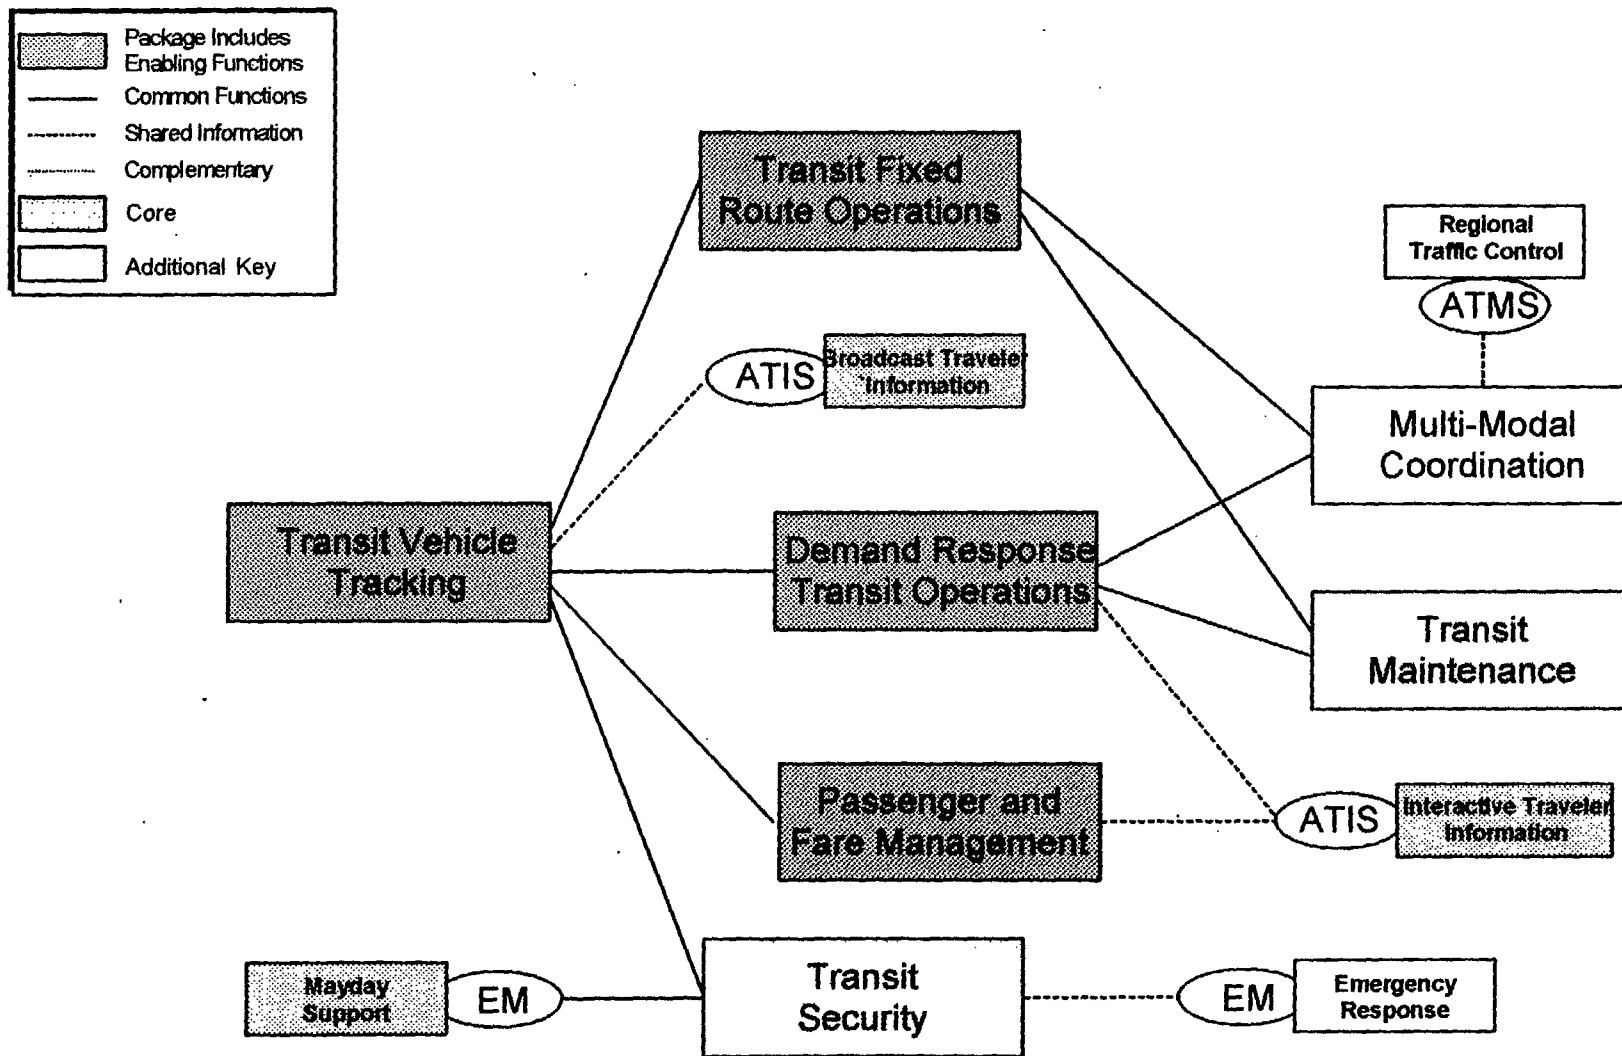 Package Includes
Enabling Functions
Common Functions
Shared Information
Complementary
Core
Additional Key
Transit Fixed
Route Operations
Regional
Traffic Control
ATMS
ATIS
Broadcast Traveler
Information
Multi-Modal
Coordination
Transit Vehicle
Tracking
Demand Response
Transit Operations
Transit
Maintenance
Passenger and
Fare Management
ATIS
Interactive Traveler
Information
Mayday
Support
EM
Transit
Security
EM
Emergency
Response